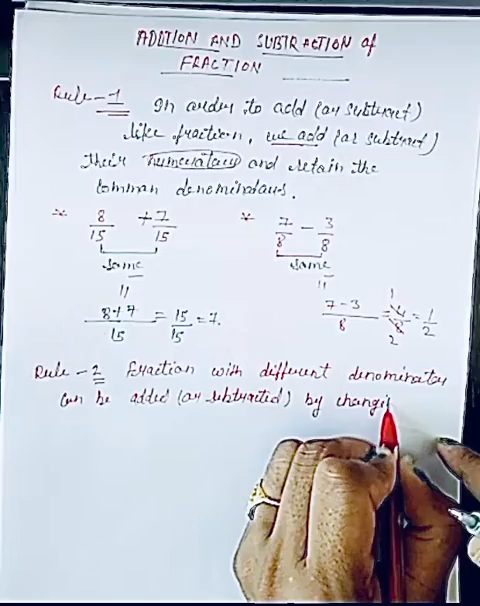 ADDTION AND SUBTRACTION of
FRACTION
Rule-1 In order to add (or subtract)
like fraction, we add (or subtract)
their numerators and retain the
common denominators.
* 8/15 + 7/15 * 7/8 - 3/8
same same
" "
8+7/15 = 15/15 = 7. 7-3/8 = 4/8 = 1/2
1
2
Rule-2 Fraction with different denominator
can be added (or subtracted) by changi